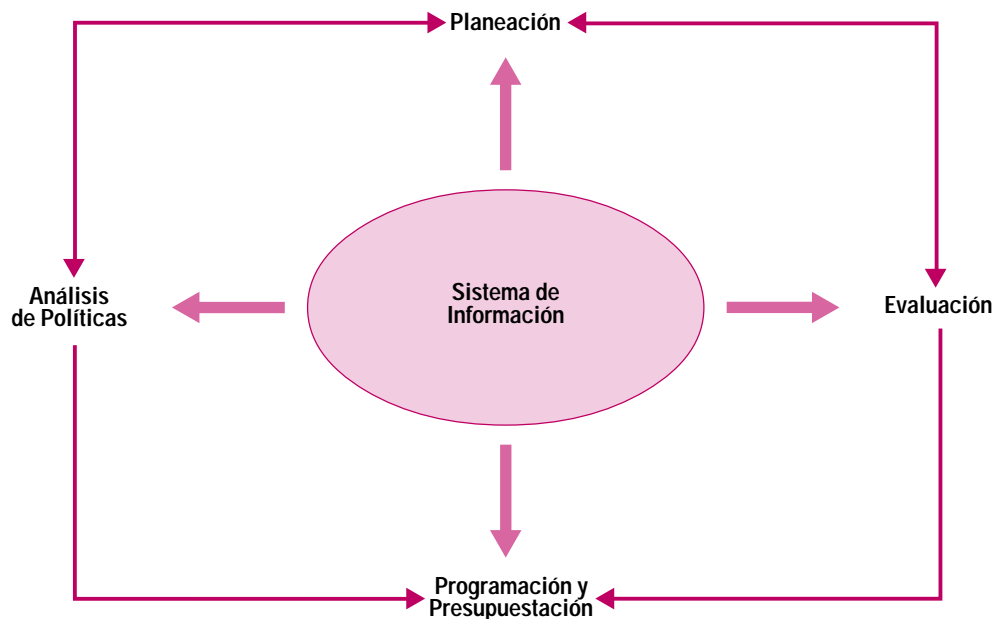 Planeación
Sistema de
Información
Análisis
de Políticas
Evaluación
Programación y
Presupuestación